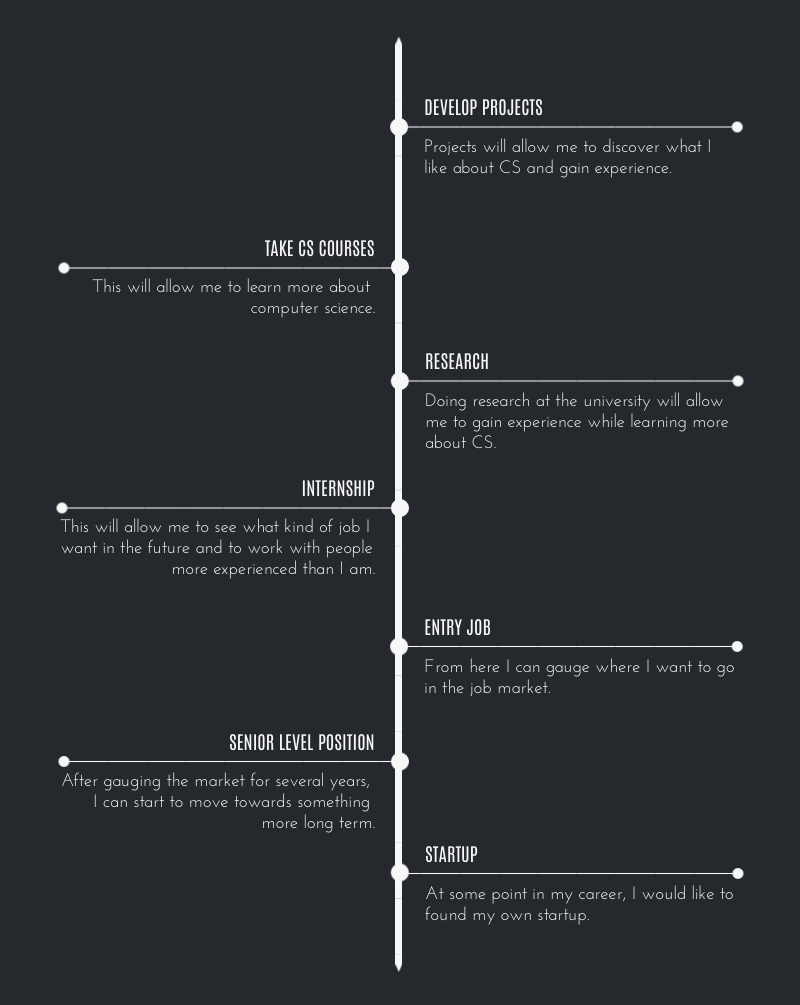 DEVELOP PROJECTS
Projects will allow me to discover what I
like about CS and gain experience.
TAKE CS COURSES
This will allow me to learn more about
computer science.
RESEARCH
Doing research at the university will allow
me to gain experience while learning more
about CS.
INTERNSHIP
This will allow me to see what kind of job I
want in the future and to work with people
more experienced than I am.
ENTRY JOB
From here I can gauge where I want to go
in the job market.
SENIOR LEVEL POSITION
After gauging the market for several years,
I can start to move towards something
more long term.
STARTUP
At some point in my career, I would like to
found my own startup.